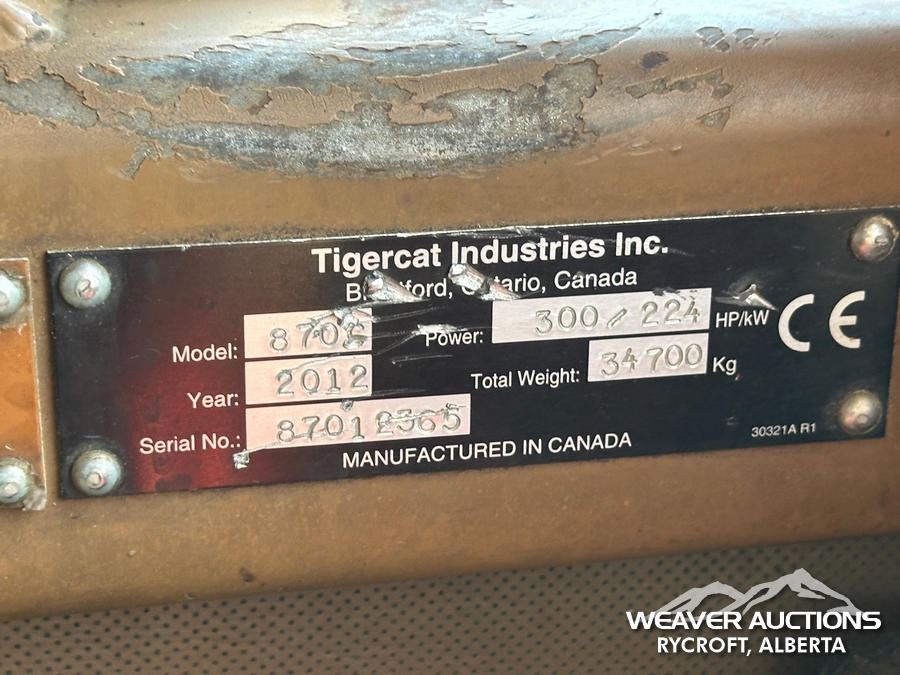 Tigercat Industries Inc.
Brantford, Ontario, Canada
Model: 870C Power: 300/224 HP/kW
Year: 2012 Total Weight: 34700 Kg
Serial No.: 87012365
MANUFACTURED IN CANADA
30321A R1
CE
WEAVER AUCTIONS
RYCROFT, ALBERTA